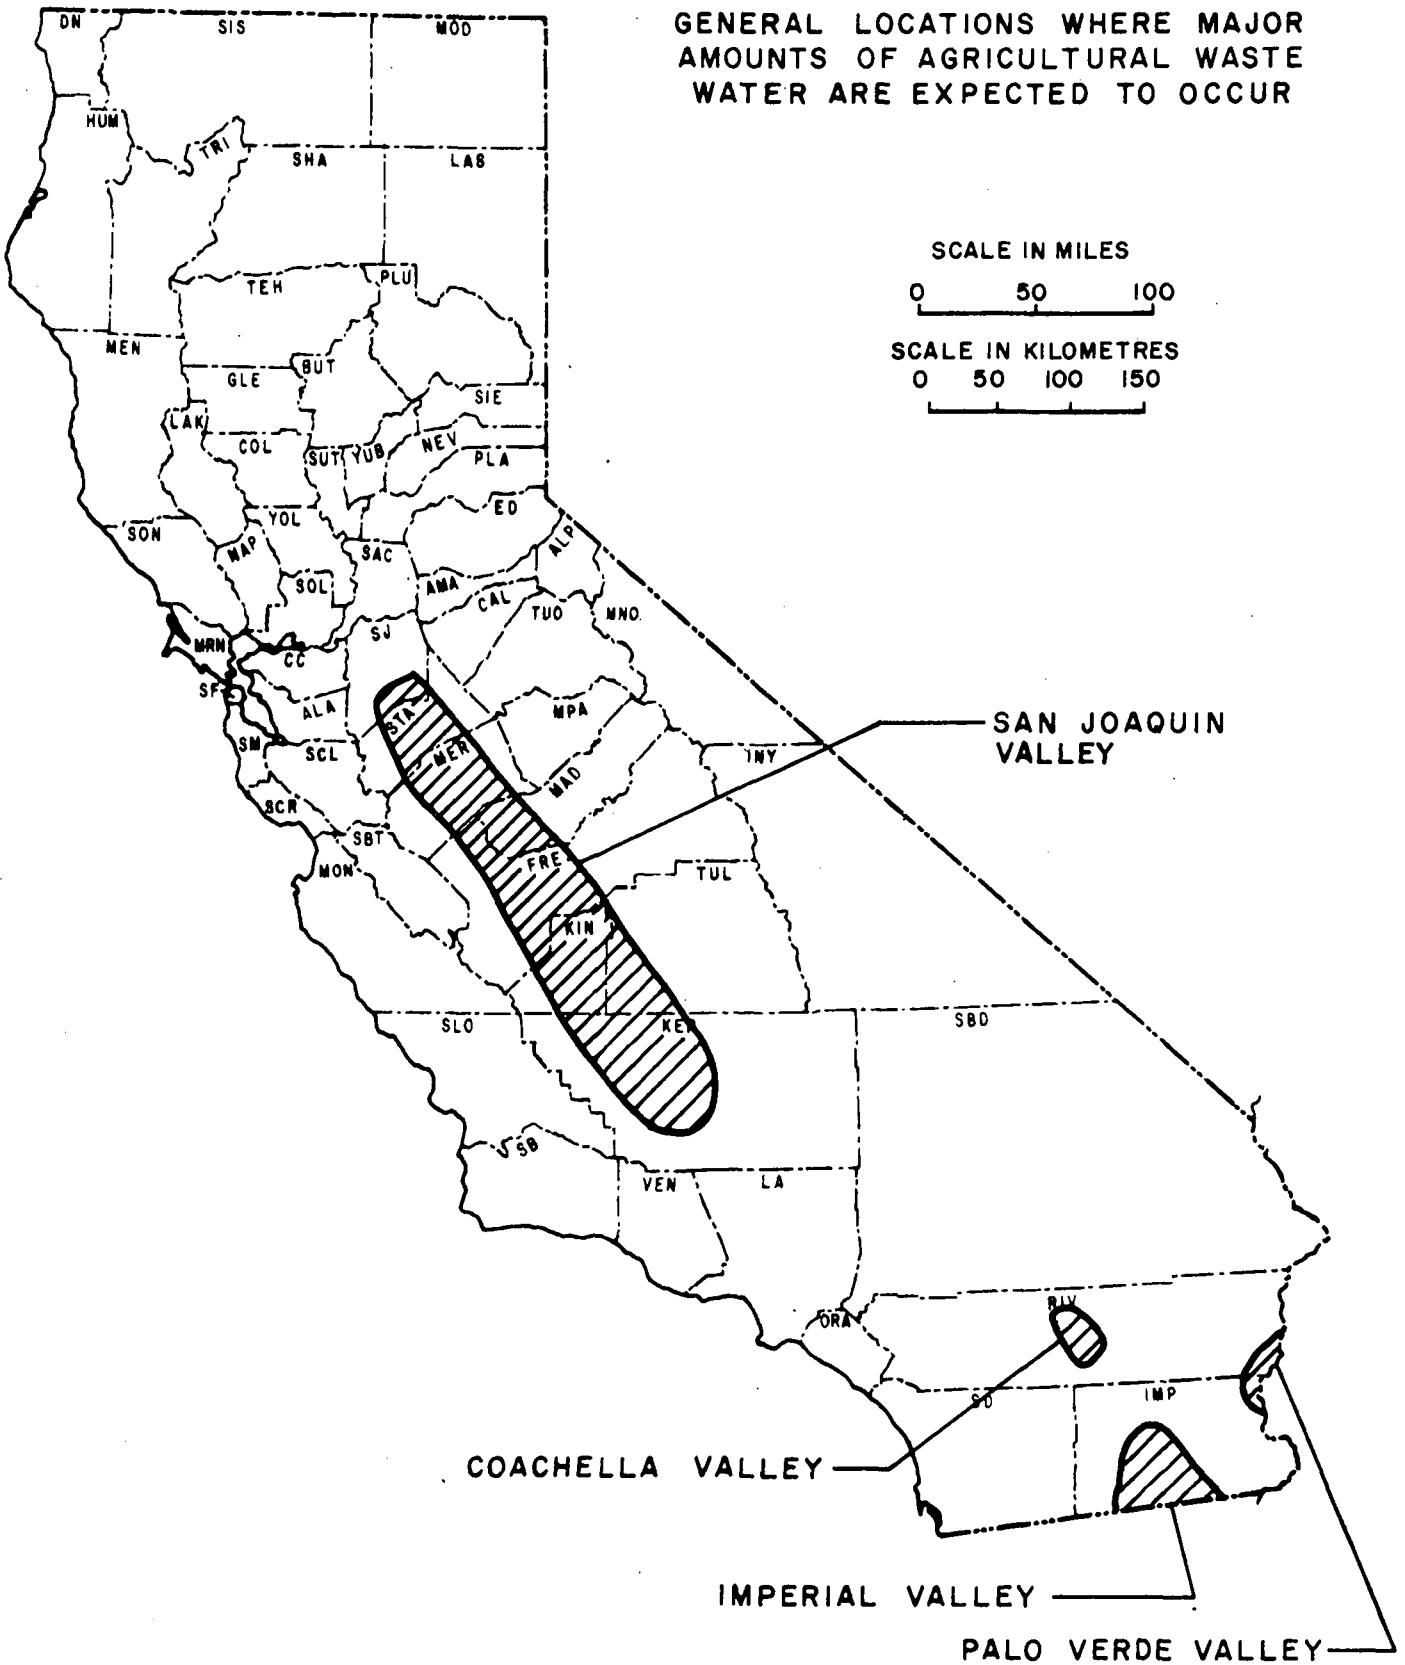 GENERAL LOCATIONS WHERE MAJOR
AMOUNTS OF AGRICULTURAL WASTE
WATER ARE EXPECTED TO OCCUR
DN
SIS
MOD
HUM
TRI
SHA
LAS
SCALE IN MILES
0 50 100
SCALE IN KILOMETRES
0 50 100 150
TEH
PLU
MEN
GLE
BUT
SIE
LAK
COL
SUT
YUB
NEV
PLA
SON
YOL
ED
NAP
SAC
ALP
SOL
AMA
CAL
TUO
MNO
MRN
CC
SJ
SF
ALA
STA
MPA
SAN JOAQUIN
VALLEY
SM
SCL
MER
INY
MAD
SCR
SBT
MON
FRE
TUL
KIN
SLO
KER
SBD
SB
VEN
LA
RIV
ORA
SD
IMP
COACHELLA VALLEY
IMPERIAL VALLEY
PALO VERDE VALLEY